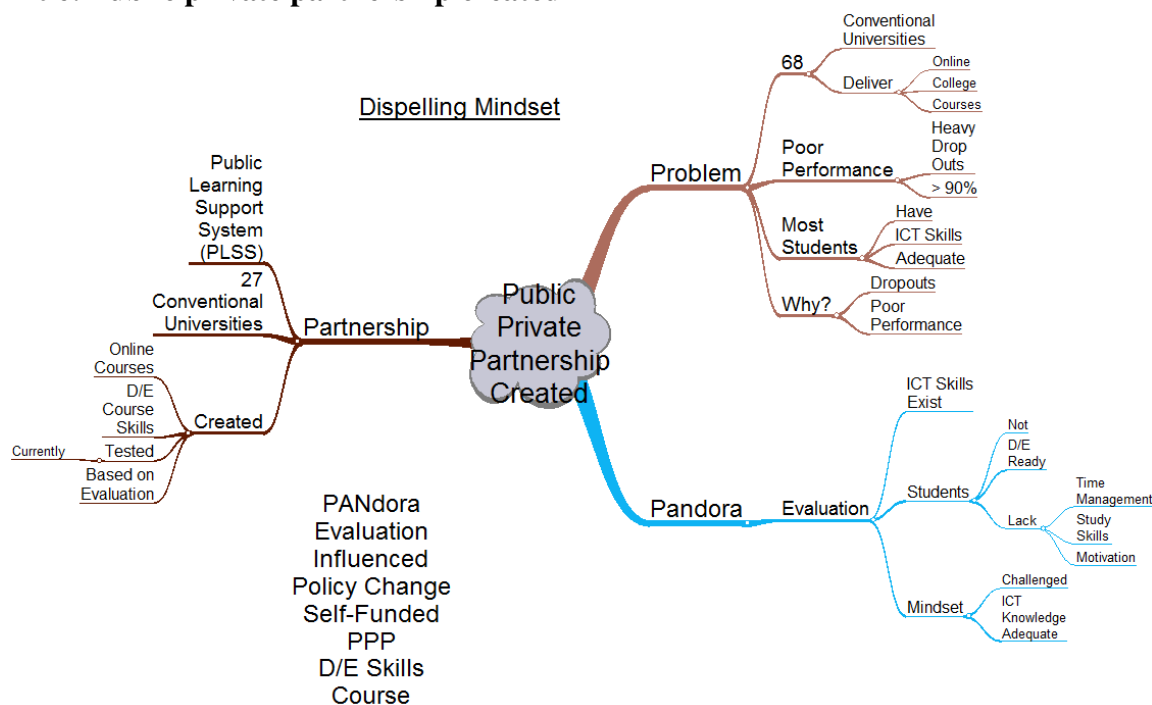 Public private partnership created
Dispelling Mindset
Public
Private
Partnership
Created
Problem
68
Conventional
Universities
Deliver
Online
College
Courses
Poor
Performance
Heavy
Drop
Outs
> 90%
Most
Students
Have
ICT Skills
Adequate
Why?
Dropouts
Poor
Performance
Pandora
Evaluation
ICT Skills
Exist
Students
Not
D/E
Ready
Lack
Time
Management
Study
Skills
Motivation
Mindset
Challenged
ICT
Knowledge
Adequate
Partnership
Public
Learning
Support
System
(PLSS)
27
Conventional
Universities
Created
Online
Courses
D/E
Course
Skills
Tested
Currently
Based on
Evaluation
PANdora
Evaluation
Influenced
Policy Change
Self-Funded
PPP
D/E Skills
Course